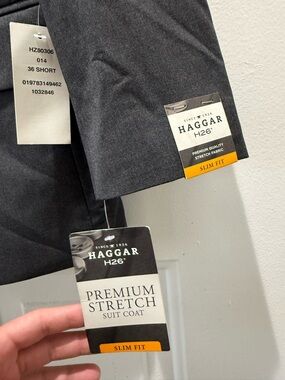 HZ80306
014
36 SHORT
019783149462
1032846
SINCE 1926
HAGGAR
H26
PREMIUM QUALITY
STRETCH FABRIC
SLIM FIT
SINCE 1926
HAGGAR
H26
PREMIUM
STRETCH
SUIT COAT
SLIM FIT